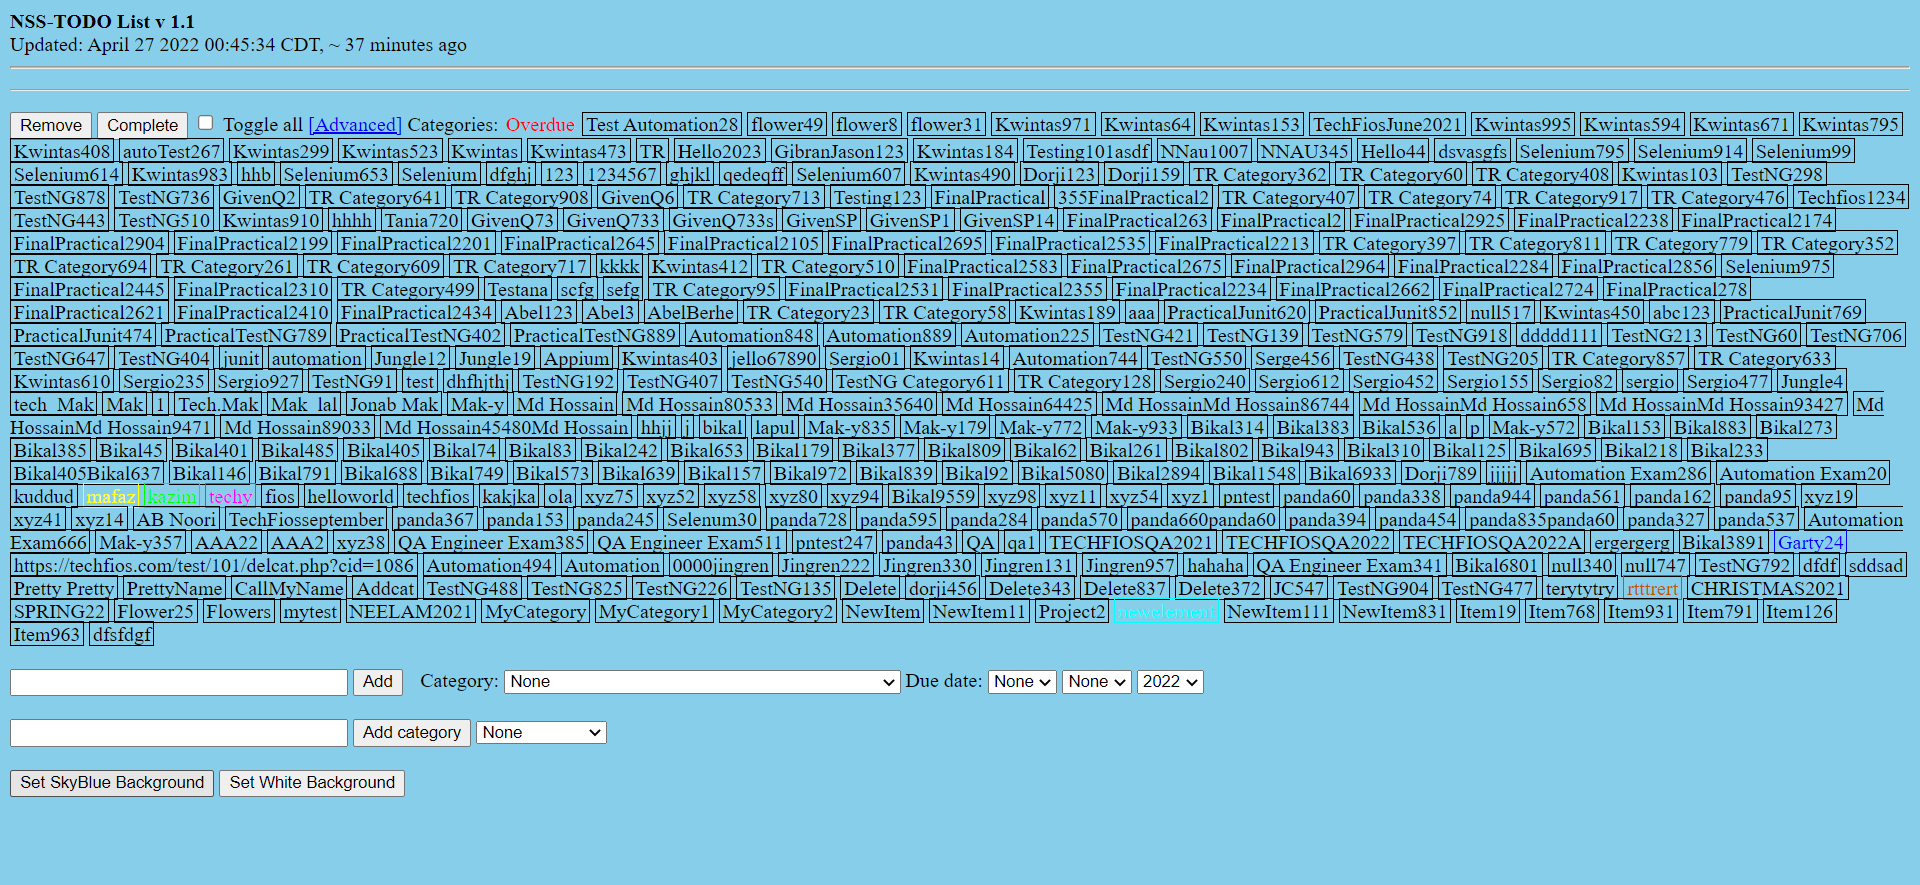 NSS-TODO List v 1.1
Updated: April 27 2022 00:45:34 CDT, ~ 37 minutes ago
Remove Complete Toggle all [Advanced] Categories: Overdue Test Automation28 flower49 flower8 flower31 Kwintas971 Kwintas64 Kwintas153 TechFiosJune2021 Kwintas995 Kwintas594 Kwintas671 Kwintas795
Kwintas408 autoTest267 Kwintas299 Kwintas523 Kwintas Kwintas473 TR Hello2023 GibranJason123 Kwintas184 Testing101asdf NNau1007 NNAU345 Hello44 dsvasgfs Selenium795 Selenium914 Selenium99
Selenium614 Kwintas983 hhb Selenium653 Selenium dfghj 123 1234567 ghjkl qedeqff Selenium607 Kwintas490 Dorji123 Dorji159 TR Category362 TR Category60 TR Category408 Kwintas103 TestNG298
TestNG878 TestNG736 GivenQ2 TR Category641 TR Category908 GivenQ6 TR Category713 Testing123 FinalPractical 355FinalPractical2 TR Category407 TR Category74 TR Category917 TR Category476 Techfios1234
TestNG443 TestNG510 Kwintas910 hhhh Tania720 GivenQ73 GivenQ733 GivenQ733s GivenSP GivenSP1 GivenSP14 FinalPractical263 FinalPractical2 FinalPractical2925 FinalPractical2238 FinalPractical2174
FinalPractical2904 FinalPractical2199 FinalPractical2201 FinalPractical2645 FinalPractical2105 FinalPractical2695 FinalPractical2535 FinalPractical2213 TR Category397 TR Category811 TR Category779 TR Category352
TR Category694 TR Category261 TR Category609 TR Category717 kkkk Kwintas412 TR Category510 FinalPractical2583 FinalPractical2675 FinalPractical2964 FinalPractical2284 FinalPractical2856 Selenium975
FinalPractical2445 FinalPractical2310 TR Category499 Testana scfg sefg TR Category95 FinalPractical2531 FinalPractical2355 FinalPractical2234 FinalPractical2662 FinalPractical2724 FinalPractical278
FinalPractical2621 FinalPractical2410 FinalPractical2434 Abel123 Abel3 AbelBerhe TR Category23 TR Category58 Kwintas189 aaa PracticalJunit620 PracticalJunit852 null517 Kwintas450 abc123 PracticalJunit769
PracticalJunit474 PracticalTestNG789 PracticalTestNG402 PracticalTestNG889 Automation848 Automation889 Automation225 TestNG421 TestNG139 TestNG579 TestNG918 ddddd111 TestNG213 TestNG60 TestNG706
TestNG647 TestNG404 junit automation Jungle12 Jungle19 Appium Kwintas403 jello67890 Sergio01 Kwintas14 Automation744 TestNG550 Serge456 TestNG438 TestNG205 TR Category857 TR Category633
Kwintas610 Sergio235 Sergio927 TestNG91 test dhfhjthj TestNG192 TestNG407 TestNG540 TestNG Category611 TR Category128 Sergio240 Sergio612 Sergio452 Sergio155 Sergio82 sergio Sergio477 Jungle4
tech_Mak Mak_1 Tech.Mak Mak_lal Jonab Mak Mak-y Md Hossain Md Hossain80533 Md Hossain35640 Md Hossain64425 Md HossainMd Hossain86744 Md HossainMd Hossain658 Md HossainMd Hossain93427 Md
HossainMd Hossain9471 Md Hossain89033 Md Hossain45480Md Hossain hhjj j bikal lapul Mak-y835 Mak-y179 Mak-y772 Mak-y933 Bikal314 Bikal383 Bikal536 a p Mak-y572 Bikal153 Bikal883 Bikal273
Bikal385 Bikal45 Bikal401 Bikal485 Bikal405 Bikal74 Bikal83 Bikal242 Bikal653 Bikal179 Bikal377 Bikal809 Bikal62 Bikal261 Bikal802 Bikal943 Bikal310 Bikal125 Bikal695 Bikal218 Bikal233
Bikal405Bikal637 Bikal146 Bikal791 Bikal688 Bikal749 Bikal573 Bikal639 Bikal157 Bikal972 Bikal839 Bikal92 Bikal5080 Bikal2894 Bikal1548 Bikal6933 Dorji789 jjjjj Automation Exam286 Automation Exam20
kuddud mafaz kazim techy fios helloworld techfios kakjka ola xyz75 xyz52 xyz58 xyz80 xyz94 Bikal9559 xyz98 xyz11 xyz54 xyz1 pntest panda60 panda338 panda944 panda561 panda162 panda95 xyz19
xyz41 xyz14 AB Noori TechFiosseptember panda367 panda153 panda245 Selenum30 panda728 panda595 panda284 panda570 panda660panda60 panda394 panda454 panda835panda60 panda327 panda537 Automation
Exam666 Mak-y357 AAA22 AAA2 xyz38 QA Engineer Exam385 QA Engineer Exam511 pntest247 panda43 QA qa1 TECHFIOSQA2021 TECHFIOSQA2022 TECHFIOSQA2022A ergergerg Bikal3891 Garty24
https://techfios.com/test/101/delcat.php?cid=1086 Automation494 Automation 0000jingren Jingren222 Jingren330 Jingren131 Jingren957 hahaha QA Engineer Exam341 Bikal6801 null340 null747 TestNG792 dfdf sddsad
Pretty Pretty PrettyName CallMyName Addcat TestNG488 TestNG825 TestNG226 TestNG135 Delete dorji456 Delete343 Delete837 Delete372 JC547 TestNG904 TestNG477 terytytry rtttrert CHRISTMAS2021
SPRING22 Flower25 Flowers mytest NEELAM2021 MyCategory MyCategory1 MyCategory2 NewItem NewItem11 Project2 newelement NewItem111 NewItem831 Item19 Item768 Item931 Item791 Item126
Item963 dfsfdgf
Add Category: None Due date: None None 2022
Add category None
Set SkyBlue Background Set White Background